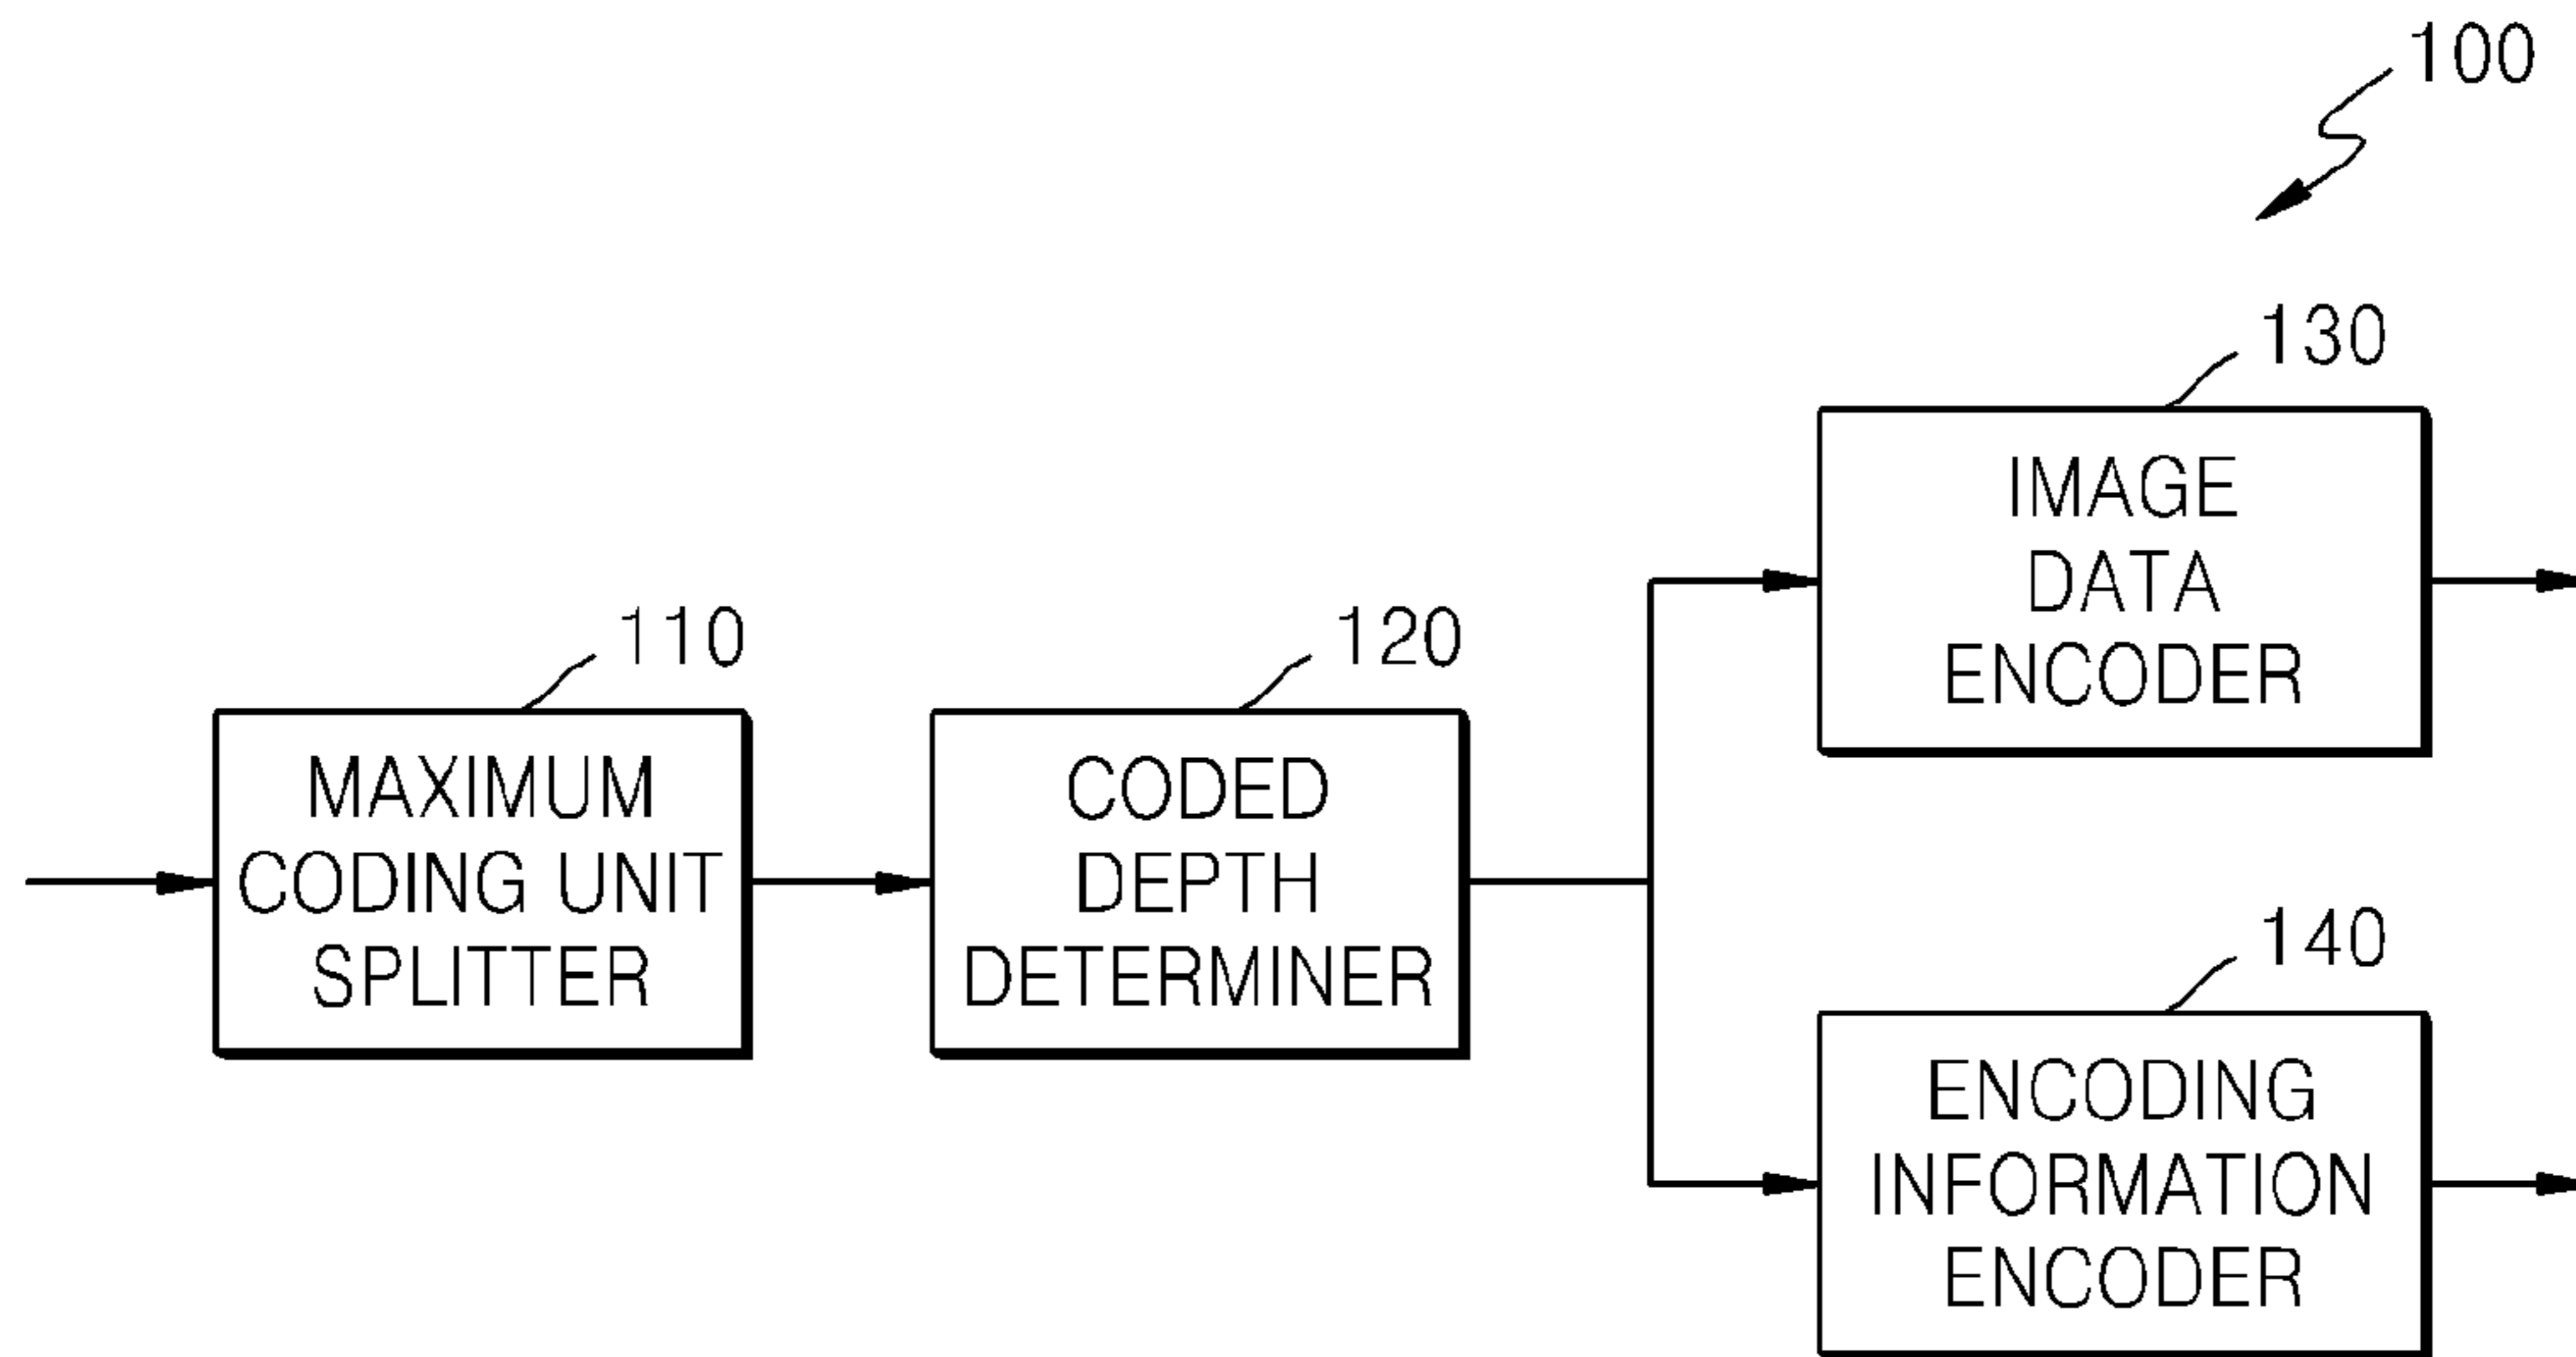 100
110
MAXIMUM
CODING UNIT
SPLITTER
120
CODED
DEPTH
DETERMINER
130
IMAGE
DATA
ENCODER
140
ENCODING
INFORMATION
ENCODER